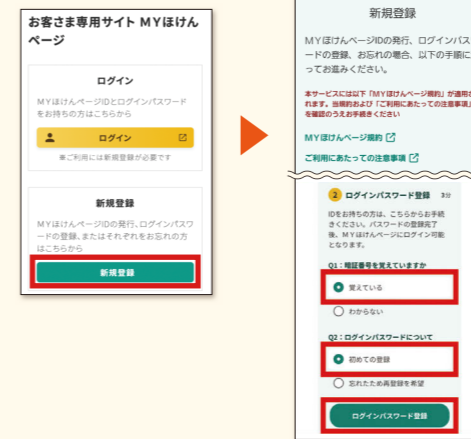 お客さま専用サイト MYほけん
ページ
ログイン
MYほけんページIDとログインパスワード
をお持ちの方はこちらから
ログイン
※ご利用には新規登録が必要です
新規登録
MYほけんページIDの発行、ログインパスワ
ードの登録、またはそれぞれをお忘れの方
はこちらから
新規登録
新規登録
MYほけんページIDの発行、ログインパス
ードの登録、お忘れの場合、以下の手順に
ってお進みください。
本サービスには以下「MYほけんページ規約」が適用さ
れます。当規約および「ご利用にあたっての注意事項」
を確認のうえお手続きください
MYほけんページ規約
ご利用にあたっての注意事項
2 ログインパスワード登録 3分
IDをお持ちの方は、こちらからお手続
きください。パスワードの登録完了
後、MYほけんページにログイン可能
となります。
Q1：暗証番号を覚えていますか
覚えている
わからない
Q2：ログインパスワードについて
初めての登録
忘れたため再登録を希望
ログインパスワード登録